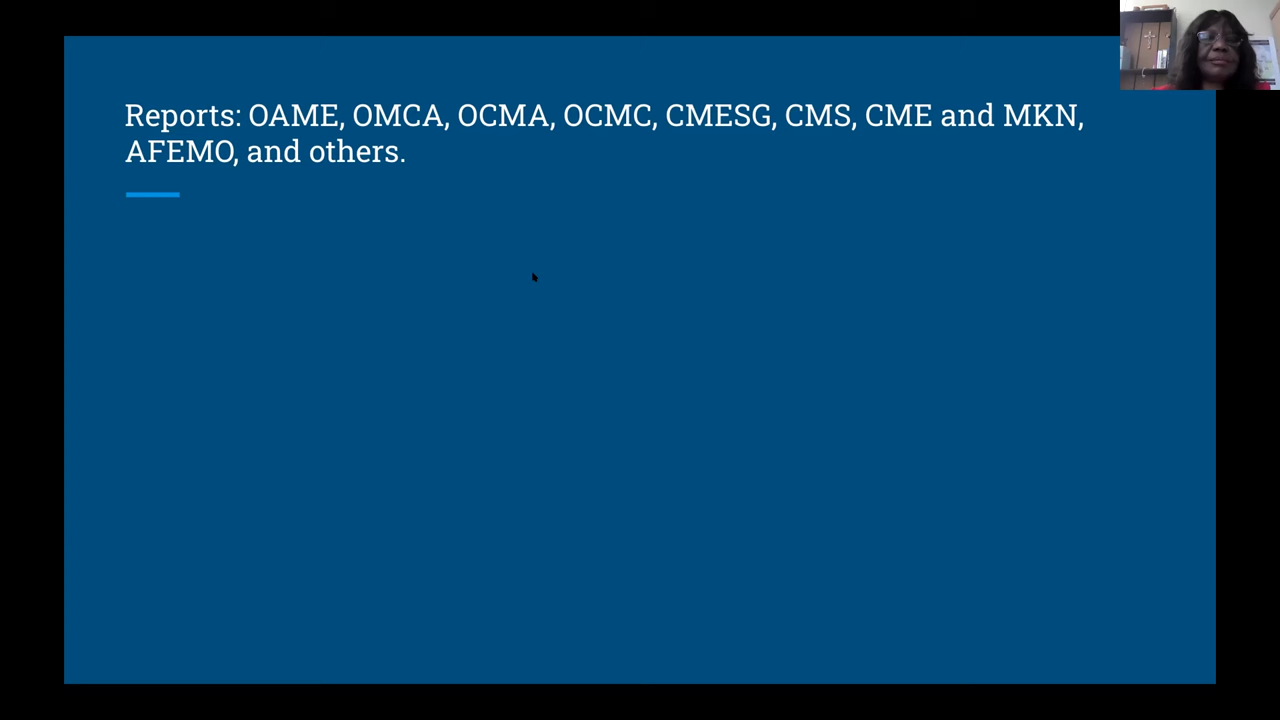 Reports: OAME, OMCA, OCMA, OCMC, CMESG, CMS, CME and MKN,
AFEMO, and others.